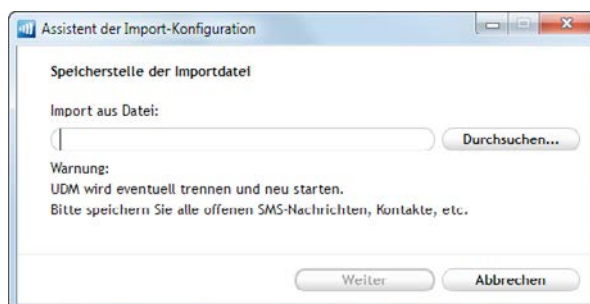 Assistent der Import-Konfiguration
Speicherstelle der Importdatei
Import aus Datei:
Durchsuchen...
Warnung:
UDM wird eventuell trennen und neu starten.
Bitte speichern Sie alle offenen SMS-Nachrichten, Kontakte, etc.
Weiter
Abbrechen